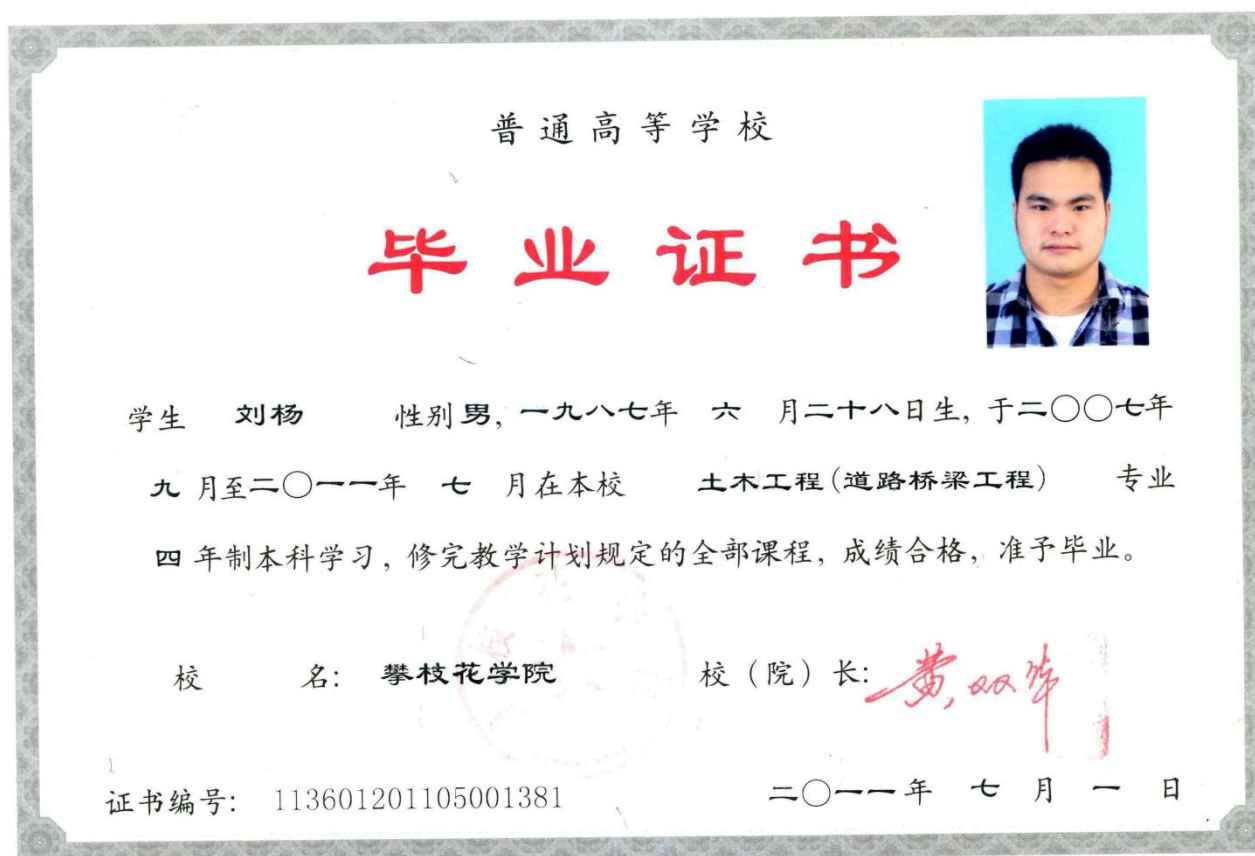 普通高等学校
毕业证书
学生 刘杨 性别男，一九八七年 六 月二十八日生，于二〇〇七年
九 月至二〇一一年 七 月在本校 土木工程（道路桥梁工程） 专业
四 年制本科学习，修完教学计划规定的全部课程，成绩合格，准予毕业。
校 名： 攀枝花学院 校（院）长：黄双华
证书编号： 113601201105001381 二〇一一年 七 月 一 日